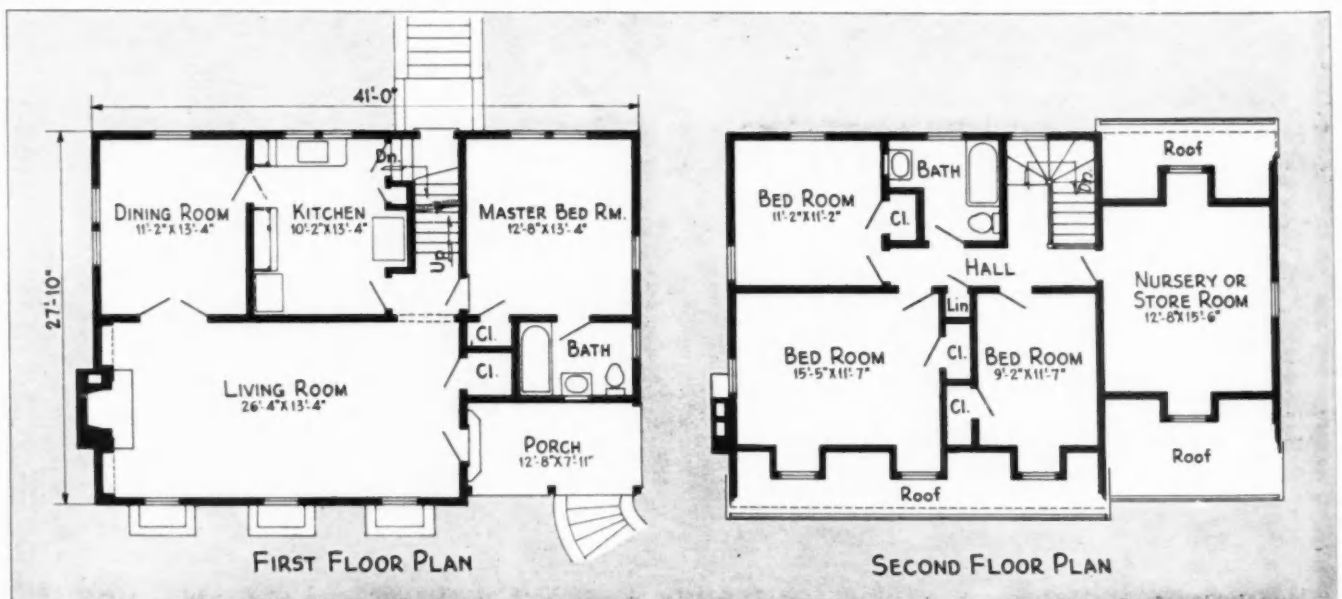 41'-0"
27'-10"
DINING ROOM
11'-2"X13'-4"
KITCHEN
10'-2"X13'-4"
Dn.
Up
MASTER BED RM.
12'-8"X13'-4"
Cl.
Cl.
BATH
LIVING ROOM
26'-4"X13'-4"
PORCH
12'-8"X7'-11"
FIRST FLOOR PLAN
BED ROOM
11'-2"X11'-2"
Cl.
BATH
Dn.
Roof
HALL
NURSERY OR
STORE ROOM
12'-8"X15'-6"
Lin
BED ROOM
15'-5"X11'-7"
Cl.
Cl.
BED ROOM
9'-2"X11'-7"
Roof
Roof
SECOND FLOOR PLAN